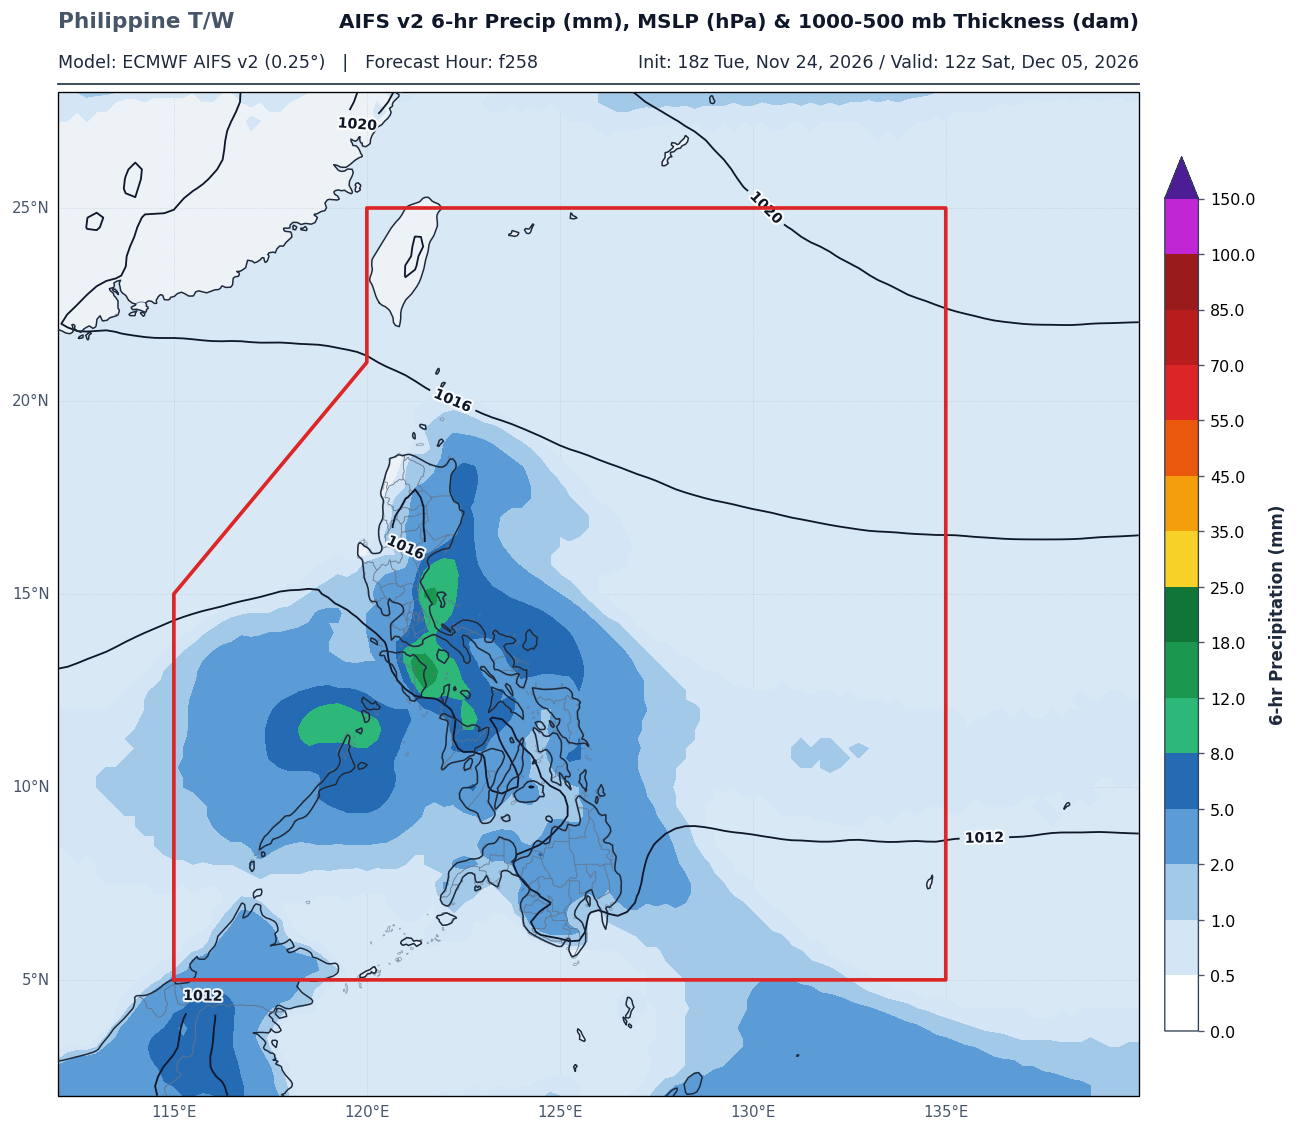 Philippine T/W
AIFS v2 6-hr Precip (mm), MSLP (hPa) & 1000-500 mb Thickness (dam)
Model: ECMWF AIFS v2 (0.25°)   |   Forecast Hour: f258
Init: 18z Tue, Nov 24, 2026 / Valid: 12z Sat, Dec 05, 2026
1020
1020
1016
1016
1012
1012
25°N
20°N
15°N
10°N
5°N
115°E
120°E
125°E
130°E
135°E
150.0
100.0
85.0
70.0
55.0
45.0
35.0
25.0
18.0
12.0
8.0
5.0
2.0
1.0
0.5
0.0
6-hr Precipitation (mm)